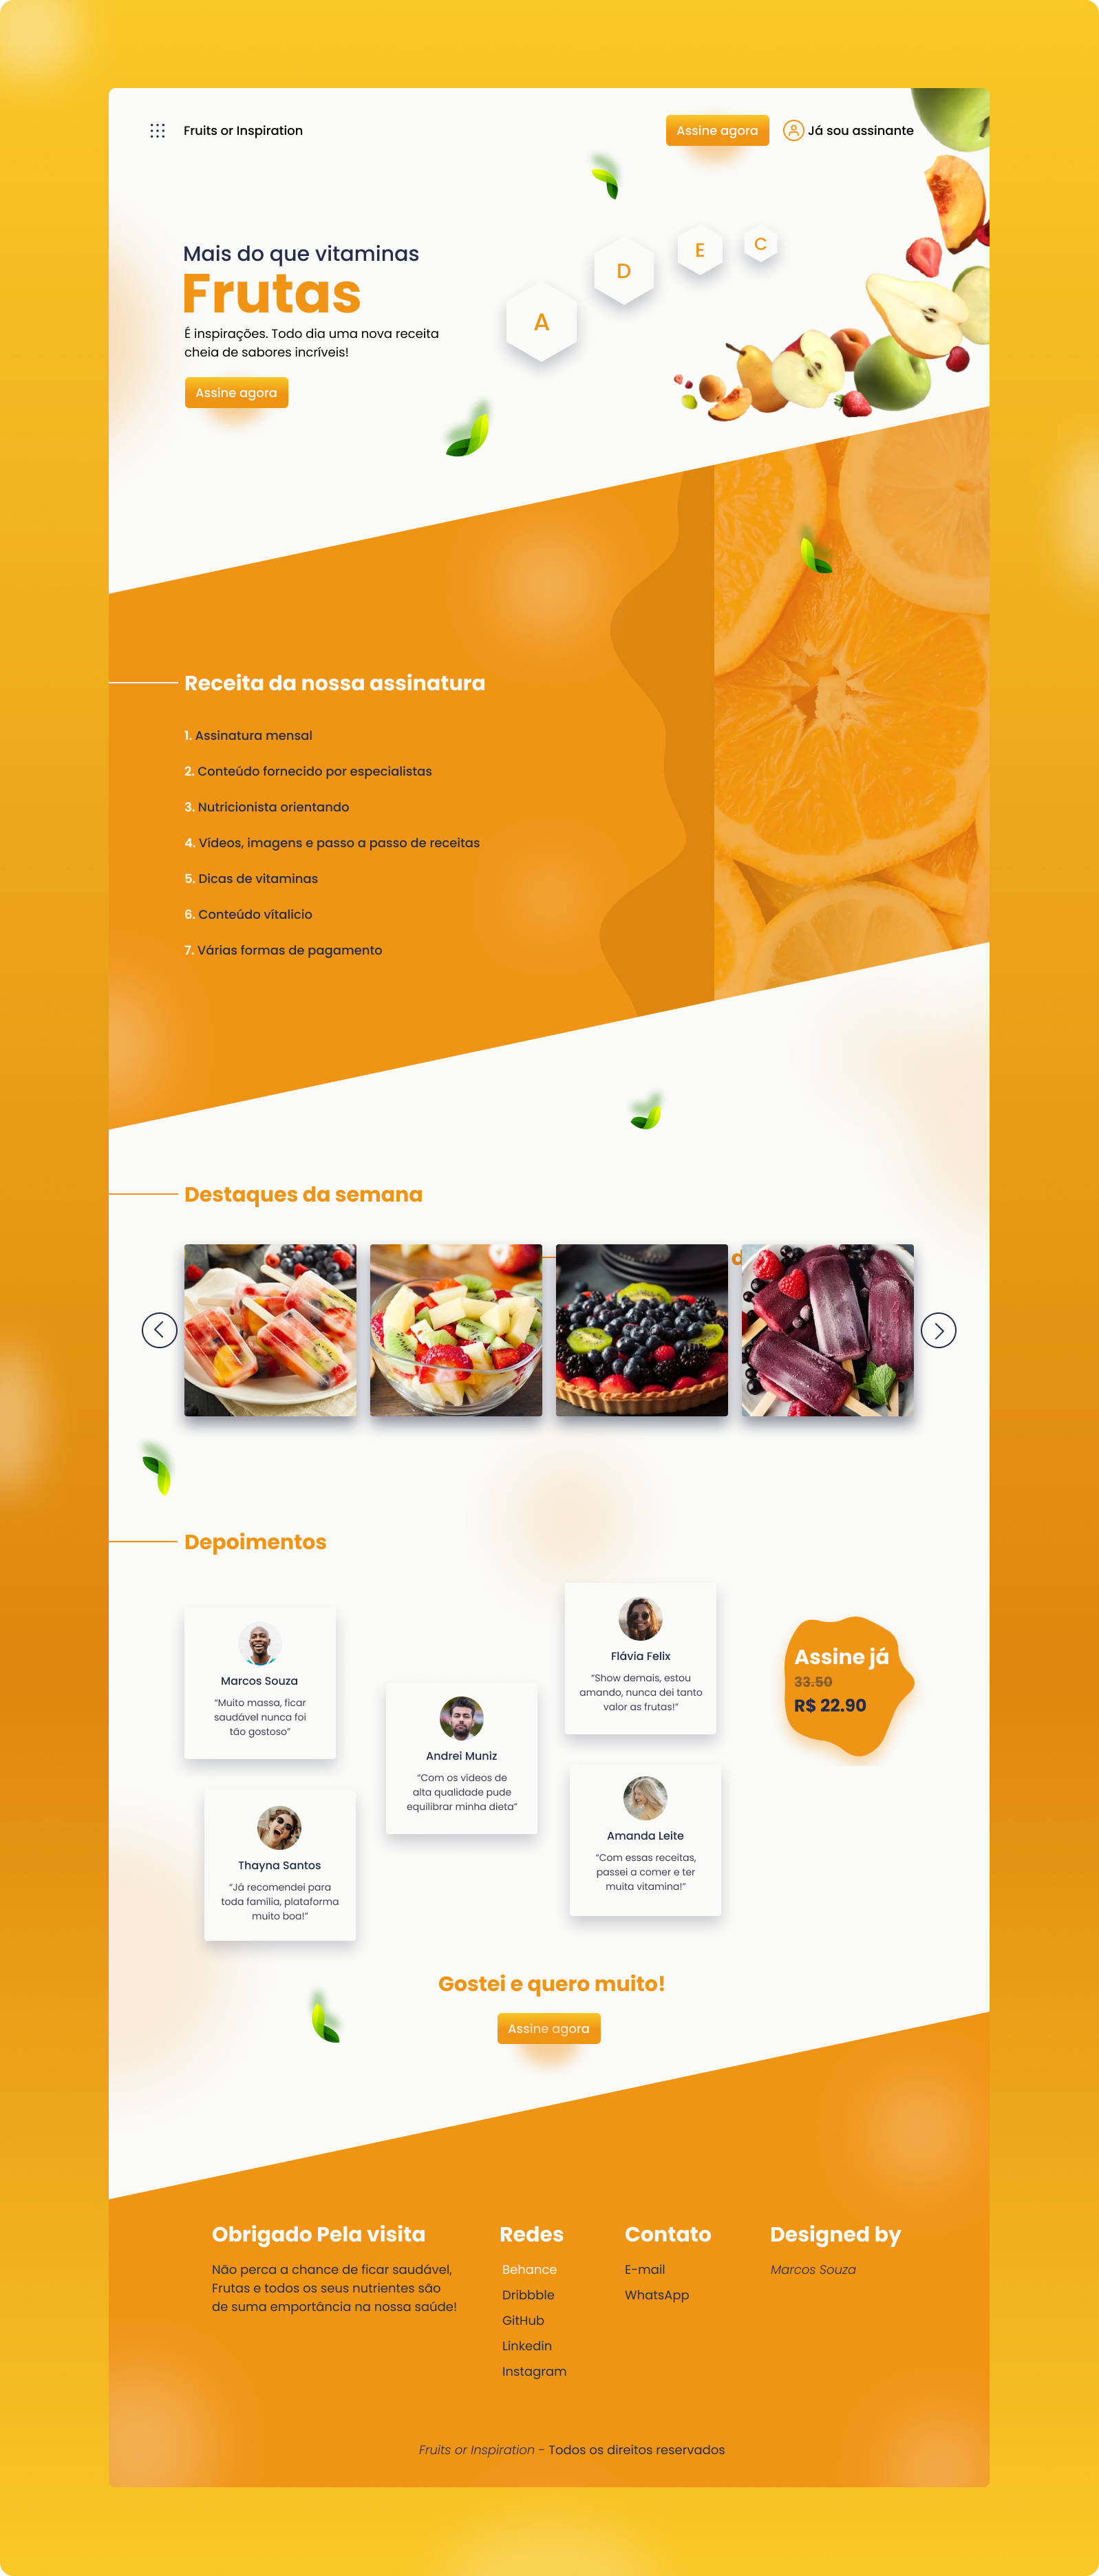 Fruits or Inspiration
Assine agora
Já sou assinante
Mais do que vitaminas
Frutas
É inspirações. Todo dia uma nova receita
cheia de sabores incríveis!
Assine agora
A
D
E
C
Receita da nossa assinatura
1. Assinatura mensal
2. Conteúdo fornecido por especialistas
3. Nutricionista orientando
4. Vídeos, imagens e passo a passo de receitas
5. Dicas de vitaminas
6. Conteúdo vitalicio
7. Várias formas de pagamento
Destaques da semana
Depoimentos
Marcos Souza
“Muito massa, ficar
saudável nunca foi
tão gostoso”
Thayna Santos
“Já recomendei para
toda família, plataforma
muito boa!”
Andrei Muniz
“Com os vídeos de
alta qualidade pude
equilibrar minha dieta”
Flávia Felix
“Show demais, estou
amando, nunca dei tanto
valor as frutas!”
Amanda Leite
“Com essas receitas,
passei a comer e ter
muita vitamina!”
Assine já
33.50
R$ 22.90
Gostei e quero muito!
Assine agora
Obrigado Pela visita
Não perca a chance de ficar saudável,
Frutas e todos os seus nutrientes são
de suma emportância na nossa saúde!
Redes
Behance
Dribbble
GitHub
Linkedin
Instagram
Contato
E-mail
WhatsApp
Designed by
Marcos Souza
Fruits or Inspiration - Todos os direitos reservados